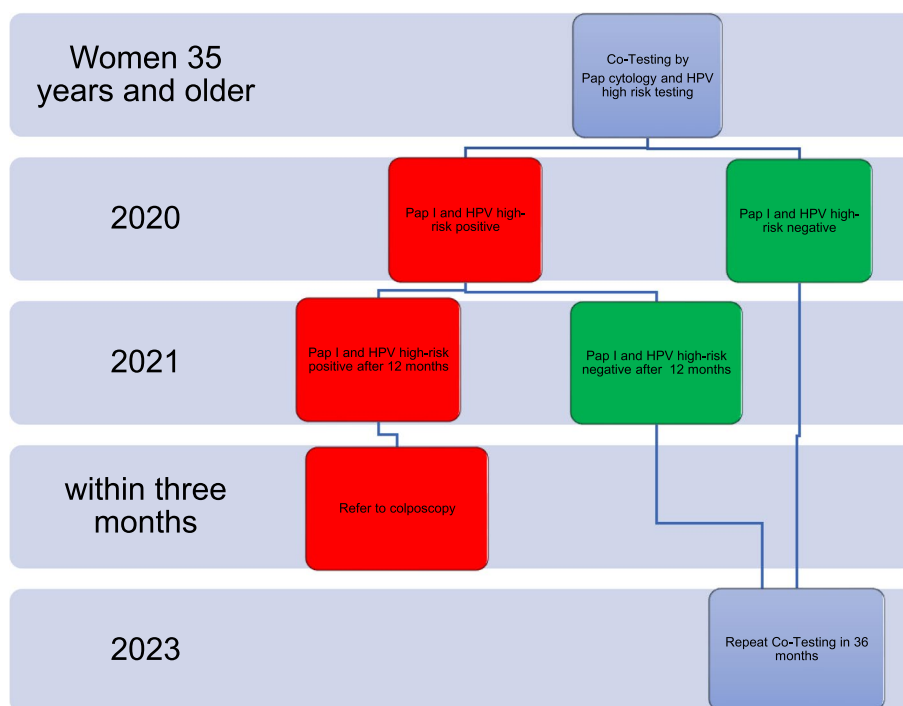 Women 35
years and older
Co-Testing by
Pap cytology and HPV
high risk testing
2020
Pap I and HPV high-
risk positive
Pap I and HPV high-
risk negative
2021
Pap I and HPV high-risk
positive after 12 months
Pap I and HPV high-risk
negative after  12 months
within three
months
Refer to colposcopy
2023
Repeat Co-Testing in 36
months